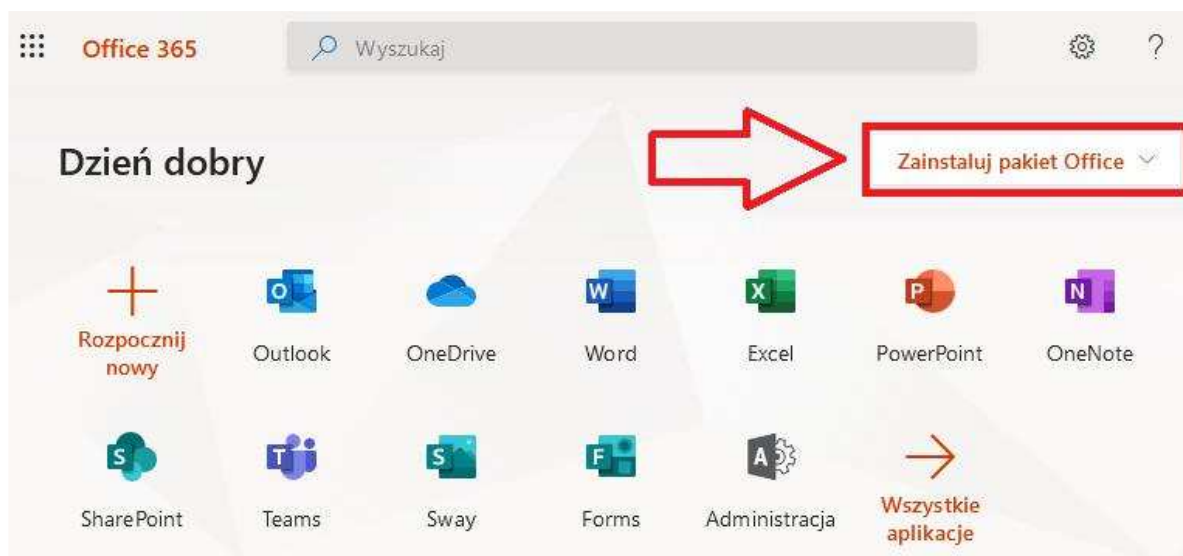 Office 365
Wyszukaj
?
Dzień dobry
Zainstaluj pakiet Office
Rozpocznij
nowy
Outlook
OneDrive
Word
Excel
PowerPoint
OneNote
SharePoint
Teams
Sway
Forms
Administracja
Wszystkie
aplikacje